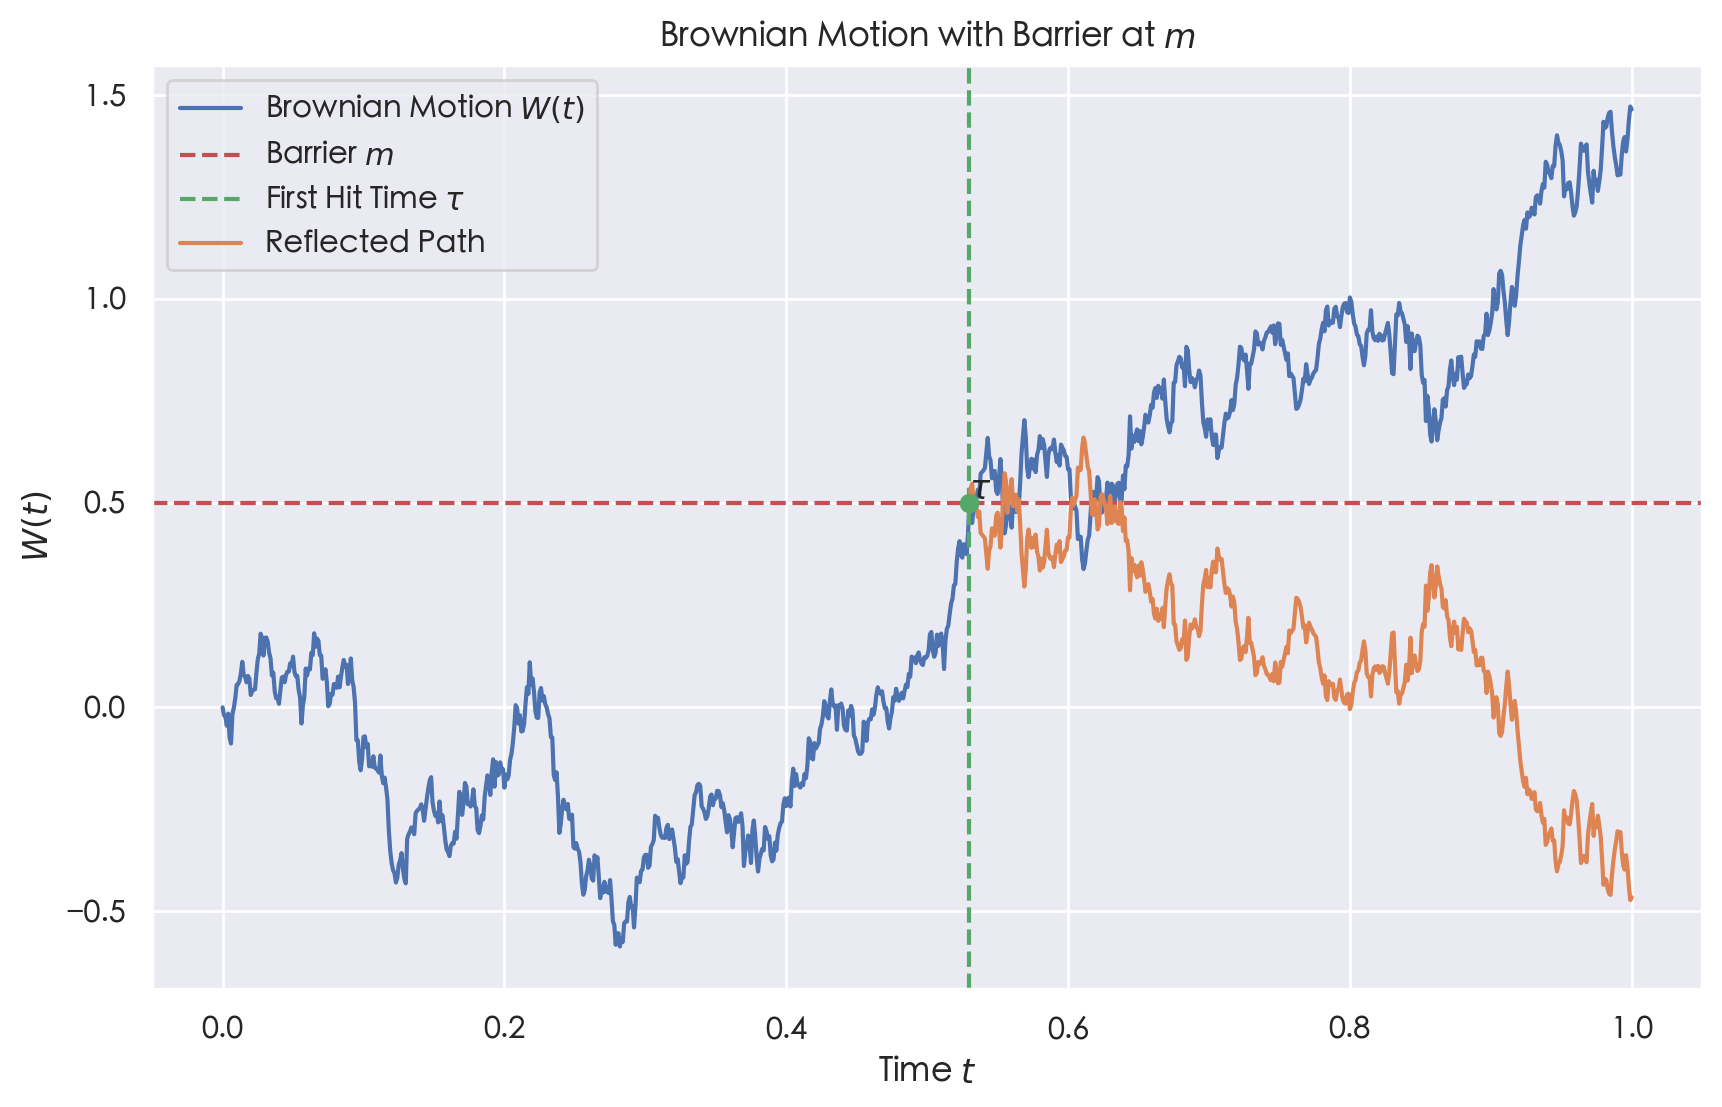 Brownian Motion with Barrier at m
Brownian Motion W(t)
Barrier m
First Hit Time τ
Reflected Path
1.5
1.0
0.5
0.0
−0.5
W(t)
τ
0.0 0.2 0.4 0.6 0.8 1.0
Time t